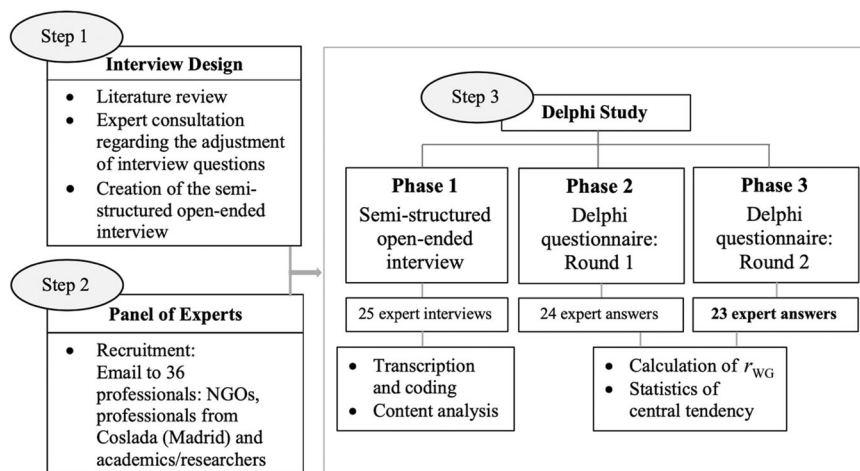 Step 1
Interview Design
• Literature review
• Expert consultation
regarding the adjustment
of interview questions
• Creation of the semi-
structured open-ended
interview
Step 2
Panel of Experts
• Recruitment:
Email to 36
professionals: NGOs,
professionals from
Coslada (Madrid) and
academics/researchers
Step 3
Delphi Study
Phase 1
Semi-structured
open-ended
interview
25 expert interviews
• Transcription
and coding
• Content analysis
Phase 2
Delphi
questionnaire:
Round 1
24 expert answers
Phase 3
Delphi
questionnaire:
Round 2
23 expert answers
• Calculation of rWG
• Statistics of
central tendency